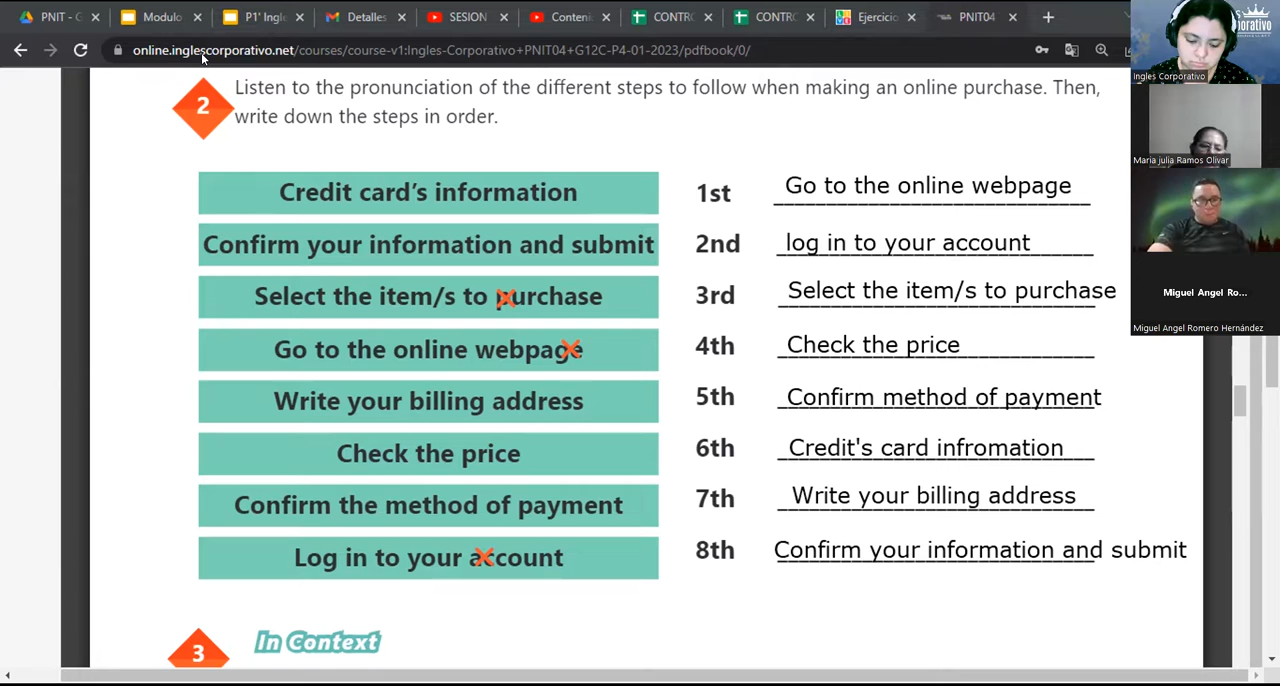 PNIT - G
Modulo
P1' Ingle
Detalles
SESION
Conteni
CONTRO
CONTRO
Ejercicio
PNIT04
online.inglescorporativo.net/courses/course-v1:Ingles-Corporativo+PNIT04+G12C-P4-01-2023/pdfbook/0/
Ingles Corporativo
Maria julia Ramos Olivar
Miguel Angel Ro...
Miguel Angel Romero Hernández
2
Listen to the pronunciation of the different steps to follow when making an online purchase. Then,
write down the steps in order.
Credit card's information
1st Go to the online webpage
Confirm your information and submit
2nd log in to your account
Select the item/s to purchase
3rd Select the item/s to purchase
Go to the online webpage
4th Check the price
Write your billing address
5th Confirm method of payment
Check the price
6th Credit's card infromation
Confirm the method of payment
7th Write your billing address
Log in to your account
8th Confirm your information and submit
3
In Context